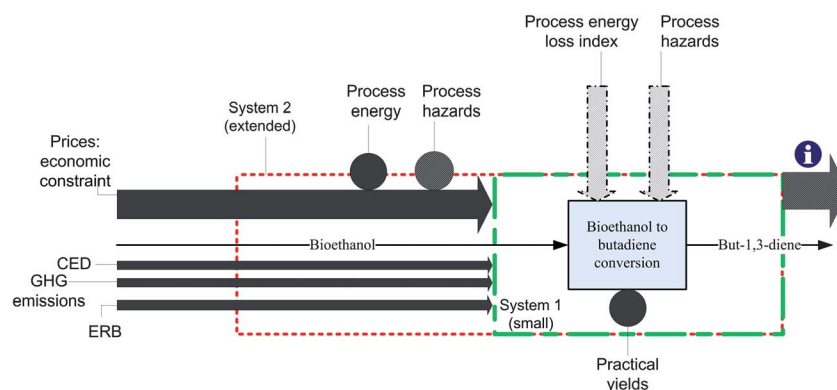 Process energy
loss index
Process
hazards
System 2
(extended)
Process
energy
Process
hazards
Prices:
economic
constraint
i
Bioethanol
Bioethanol to
butadiene
conversion
But-1,3-diene
CED
GHG
emissions
ERB
System 1
(small)
Practical
yields